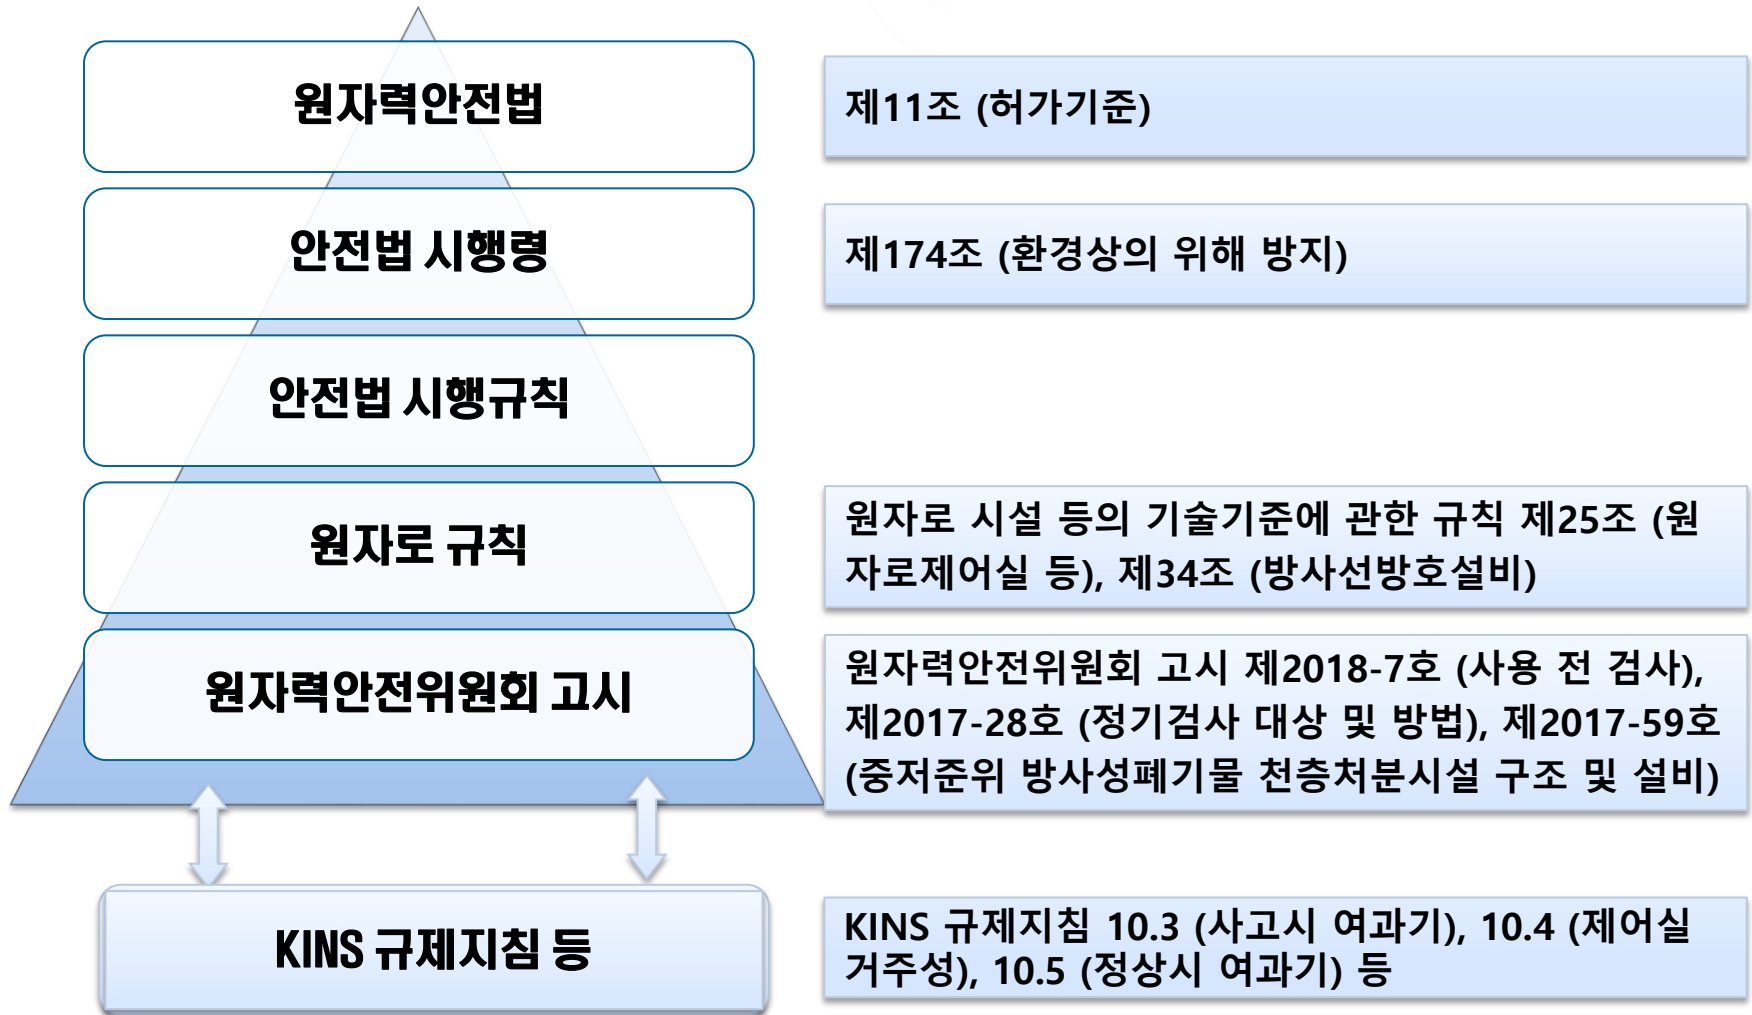 원자력안전법
제11조 (허가기준)
안전법 시행령
제174조 (환경상의 위해 방지)
안전법 시행규칙
원자로 규칙
원자로 시설 등의 기술기준에 관한 규칙 제25조 (원
자로제어실 등), 제34조 (방사선방호설비)
원자력안전위원회 고시
원자력안전위원회 고시 제2018-7호 (사용 전 검사),
제2017-28호 (정기검사 대상 및 방법), 제2017-59호
(중저준위 방사성폐기물 천층처분시설 구조 및 설비)
KINS 규제지침 등
KINS 규제지침 10.3 (사고시 여과기), 10.4 (제어실
거주성), 10.5 (정상시 여과기) 등